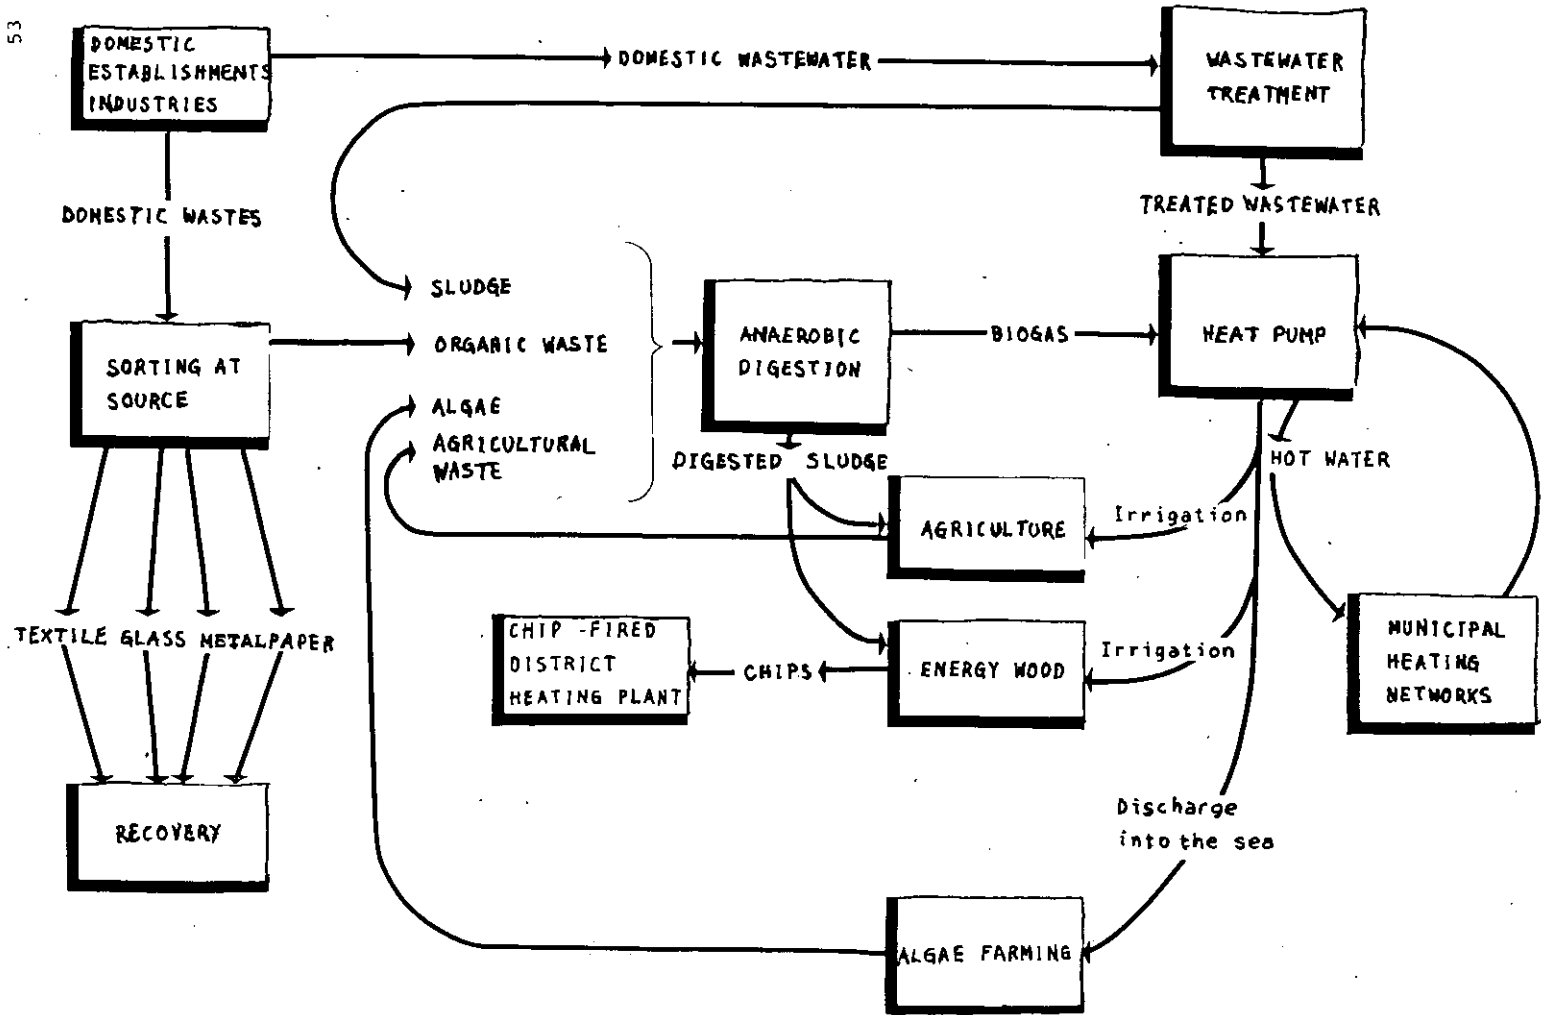 53
DOMESTIC
ESTABLISHMENTS
INDUSTRIES
DOMESTIC WASTEWATER
WASTEWATER
TREATMENT
DOMESTIC WASTES
TREATED WASTEWATER
SLUDGE
ORGANIC WASTE
ALGAE
AGRICULTURAL
WASTE
SORTING AT
SOURCE
ANAEROBIC
DIGESTION
BIOGAS
HEAT PUMP
DIGESTED SLUDGE
HOT WATER
AGRICULTURE
Irrigation
TEXTILE GLASS METAL PAPER
CHIP -FIRED
DISTRICT
HEATING PLANT
CHIPS
ENERGY WOOD
Irrigation
MUNICIPAL
HEATING
NETWORKS
RECOVERY
Discharge
into the sea
ALGAE FARMING